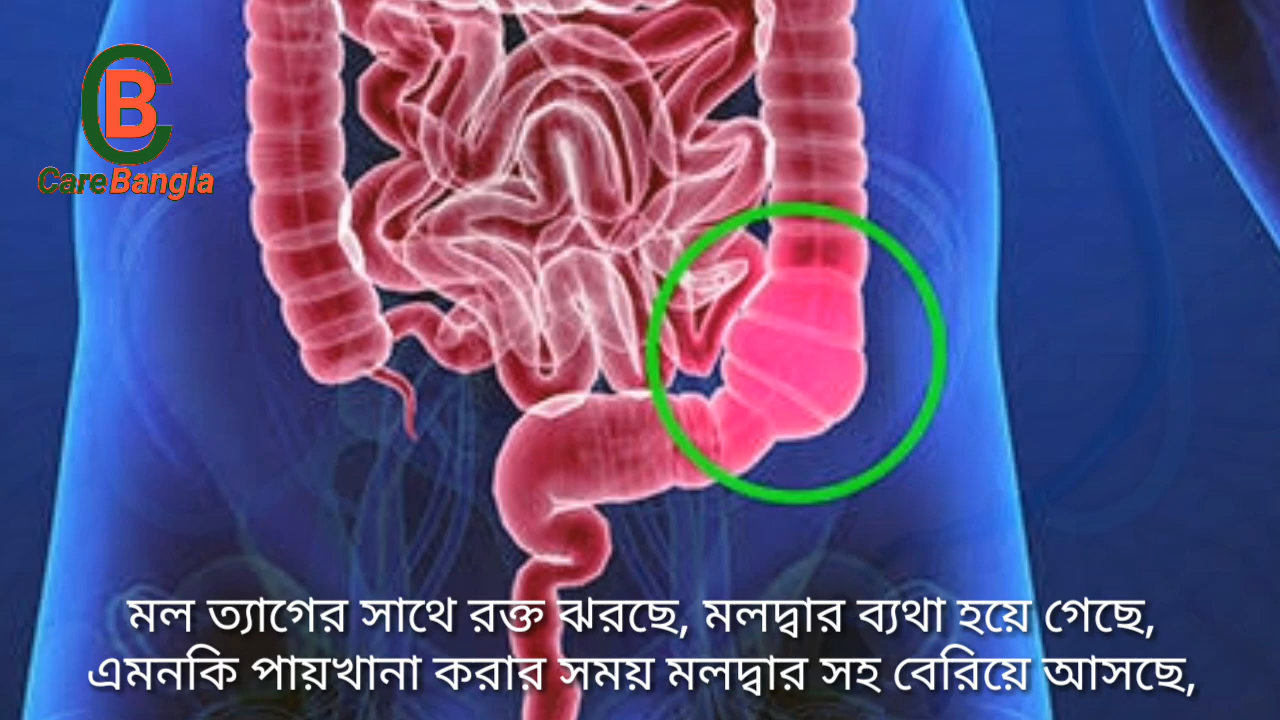 CB
CareBangla
মল ত্যাগের সাথে রক্ত ঝরছে, মলদ্বার ব্যথা হয়ে গেছে,
এমনকি পায়খানা করার সময় মলদ্বার সহ বেরিয়ে আসছে,